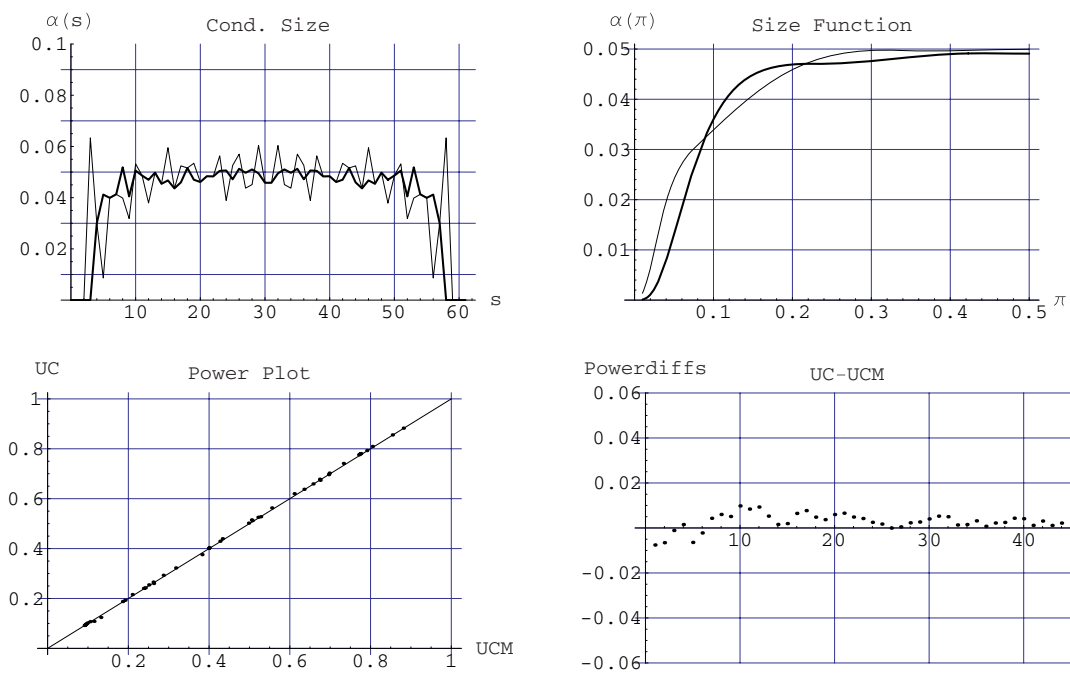 α(s)
Cond. Size
0.1
0.08
0.06
0.04
0.02
10 20 30 40 50 60 s
α(π)
Size Function
0.05
0.04
0.03
0.02
0.01
0.1 0.2 0.3 0.4 0.5 π
UC
Power Plot
1
0.8
0.6
0.4
0.2
0.2 0.4 0.6 0.8 1 UCM
Powerdiffs
UC-UCM
0.06
0.04
0.02
10 20 30 40
-0.02
-0.04
-0.06